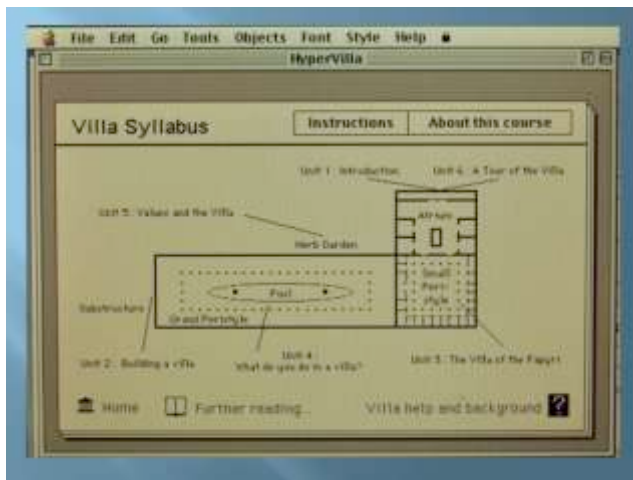 File Edit Go Tools Objects Font Style Help
HyperVilla
Villa Syllabus
Instructions
About this course
Unit 1 : Introduction
Unit 6 : A Tour of the Villa
Unit 5 : Values and the Villa
Atrium
Herb Garden
Small
Peri-
style
Pool
Substructure
Grand Peristyle
Unit 2 : Building a villa
Unit 4 :
What do you do in a villa?
Unit 3 : The Villa of the Papyri
Home
Further reading...
Villa help and background ?